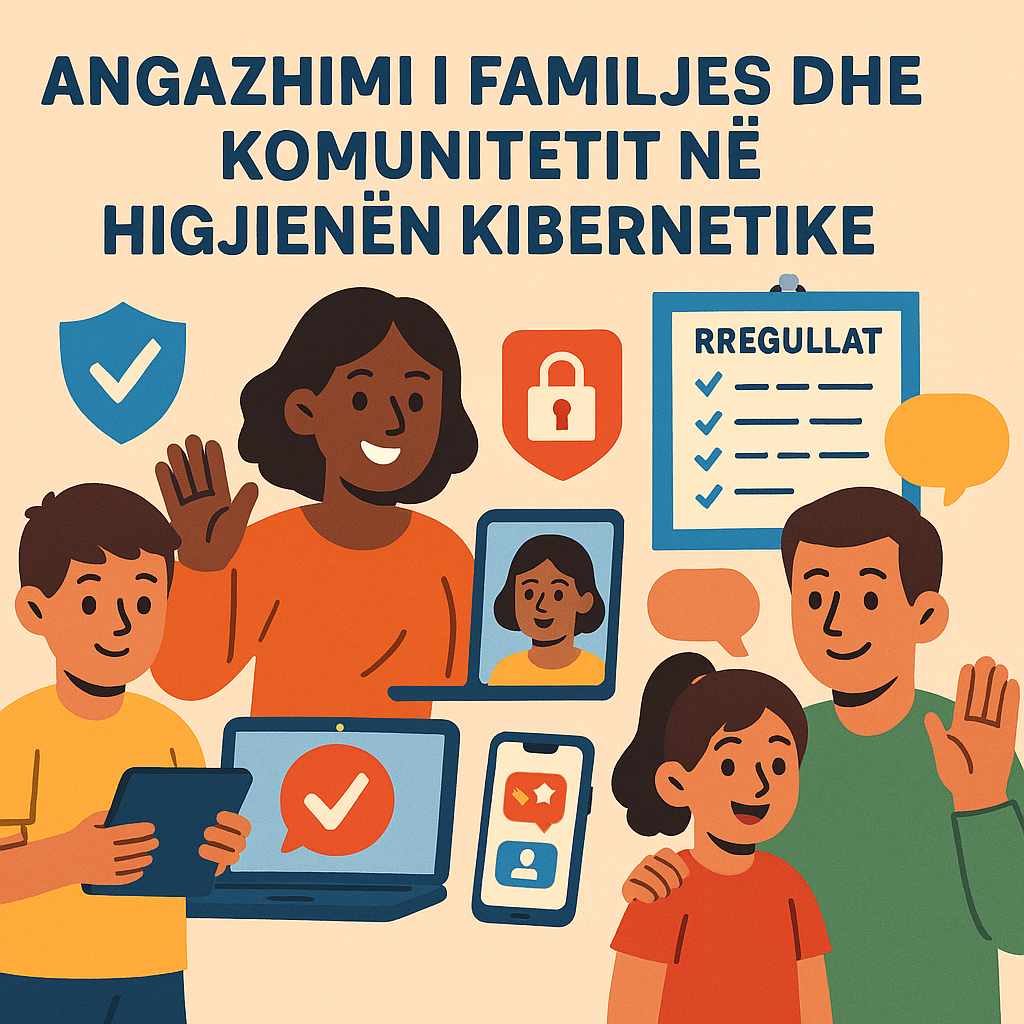 ANGAZHIMI I FAMILJES DHE
KOMUNITETIT NË
HIGJIENËN KIBERNETIKE
RREGULLAT